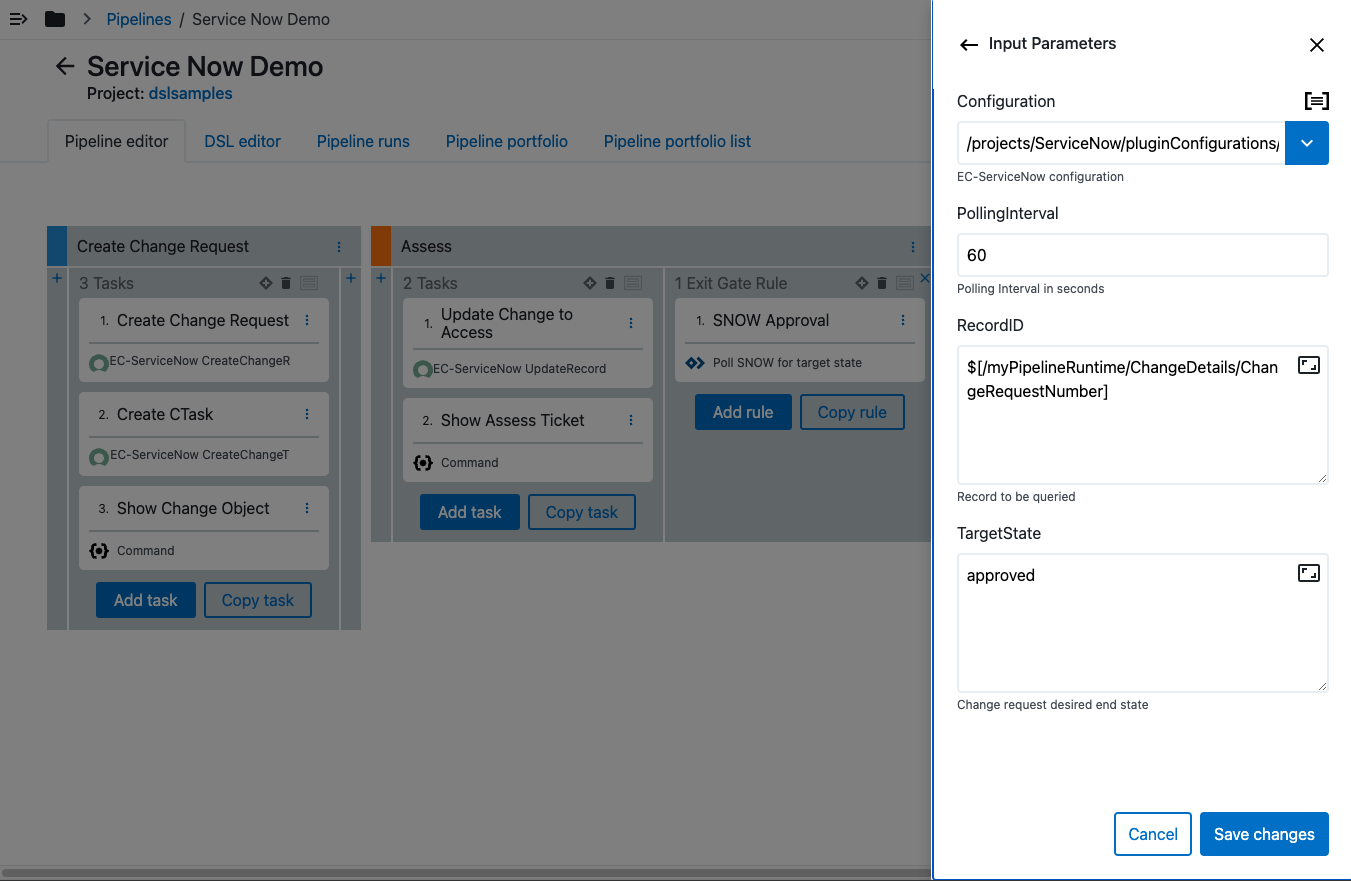 Pipelines / Service Now Demo
Service Now Demo
Project: dslsamples
Pipeline editor
DSL editor
Pipeline runs
Pipeline portfolio
Pipeline portfolio list
Create Change Request
3 Tasks
1. Create Change Request
EC-ServiceNow CreateChangeR
2. Create CTask
EC-ServiceNow CreateChangeT
3. Show Change Object
Command
Add task
Copy task
Assess
2 Tasks
1. Update Change to
Access
EC-ServiceNow UpdateRecord
2. Show Assess Ticket
Command
Add task
Copy task
1 Exit Gate Rule
1. SNOW Approval
Poll SNOW for target state
Add rule
Copy rule
Input Parameters
Configuration
/projects/ServiceNow/pluginConfigurations/
EC-ServiceNow configuration
PollingInterval
60
Polling Interval in seconds
RecordID
$[/myPipelineRuntime/ChangeDetails/Chan
geRequestNumber]
Record to be queried
TargetState
approved
Change request desired end state
Cancel
Save changes